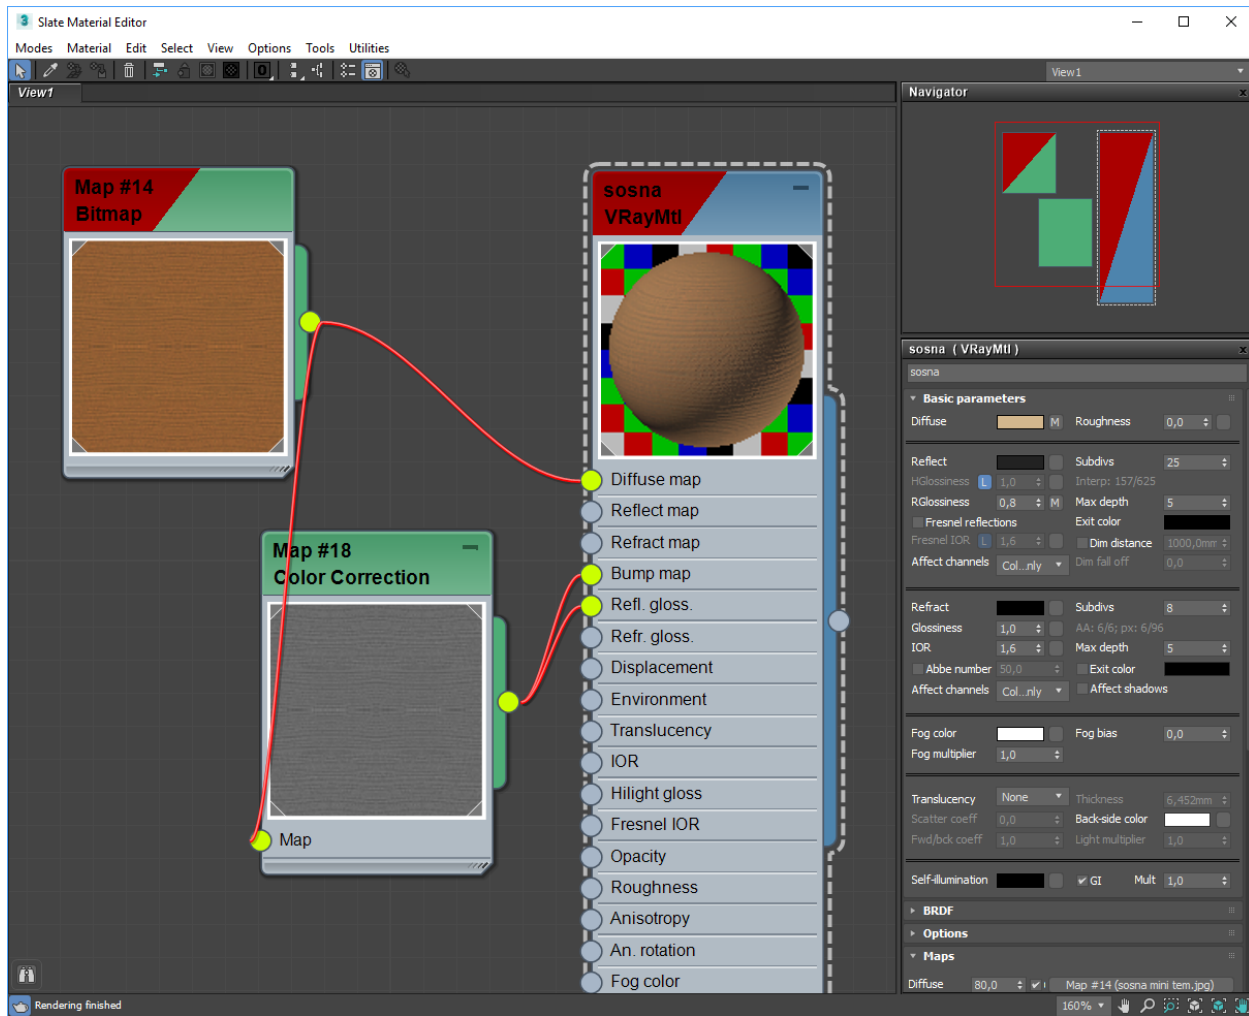 3 Slate Material Editor
Modes Material Edit Select View Options Tools Utilities
0
View1
View1
Map #14
Bitmap
sosna
VRayMtl
Diffuse map
Reflect map
Refract map
Bump map
Refl. gloss.
Refr. gloss.
Displacement
Environment
Translucency
IOR
Hilight gloss
Fresnel IOR
Opacity
Roughness
Anisotropy
An. rotation
Fog color
Map #18
Color Correction
Map
Navigator x
sosna ( VRayMtl ) x
sosna
Basic parameters
Diffuse M Roughness 0,0
Reflect Subdivs 25
HGlossiness L 1,0 Interp: 157/625
RGlossiness 0,8 M Max depth 5
Fresnel reflections Exit color
Fresnel IOR L 1,6 Dim distance 1000,0mm
Affect channels Col...nly Dim fall off 0,0
Refract Subdivs 8
Glossiness 1,0 AA: 6/6; px: 6/96
IOR 1,6 Max depth 5
Abbe number 50,0 Exit color
Affect channels Col...nly Affect shadows
Fog color Fog bias 0,0
Fog multiplier 1,0
Translucency None Thickness 6,452mm
Scatter coeff 0,0 Back-side color
Fwd/bck coeff 1,0 Light multiplier 1,0
Self-illumination GI Mult 1,0
BRDF
Options
Maps
Diffuse 80,0 Map #14 (sosna mini tem.jpg)
Rendering finished
160%